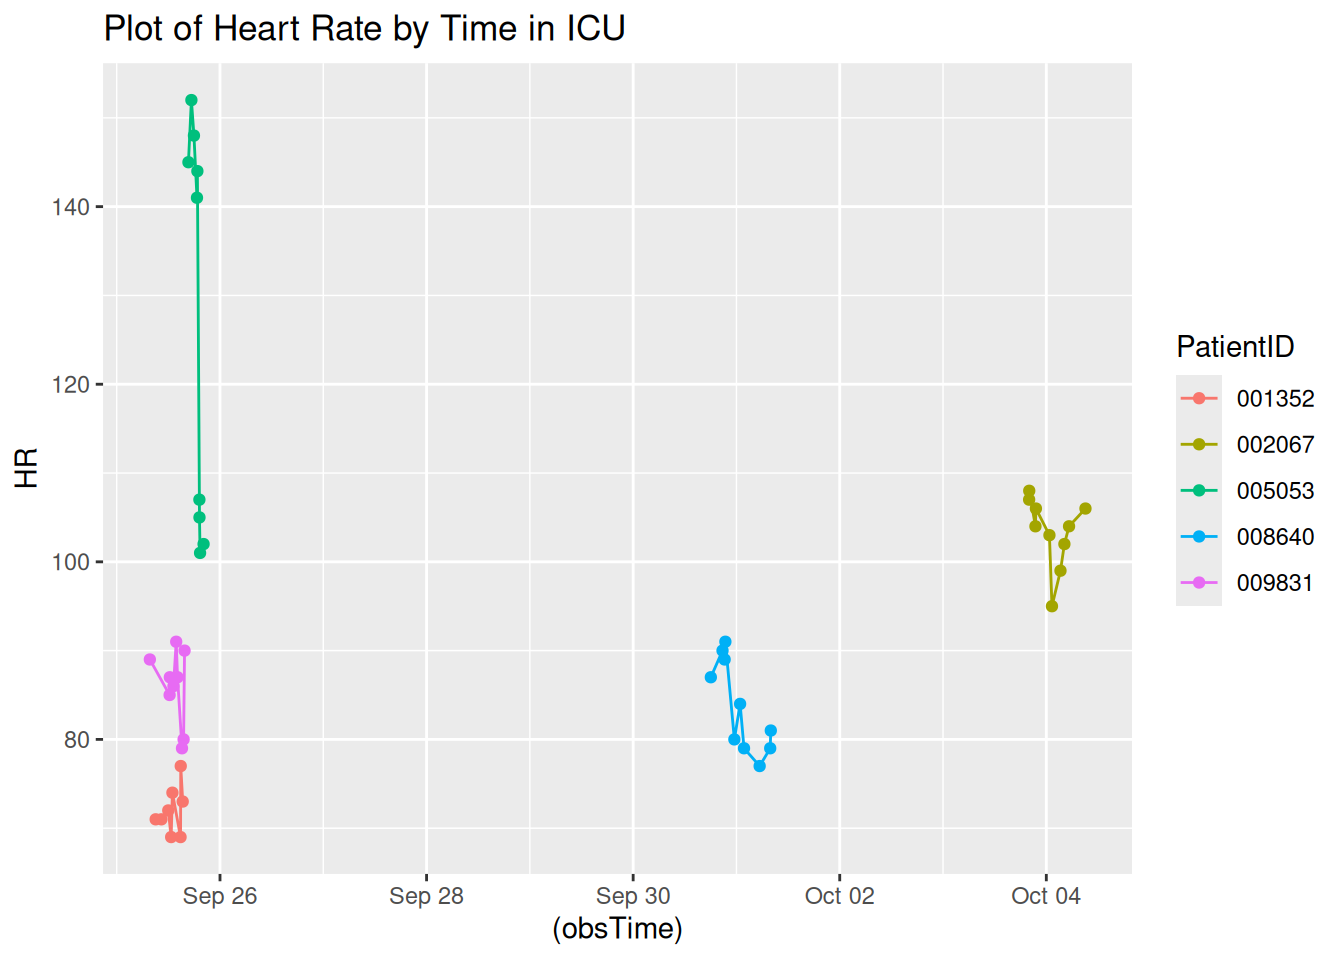 Plot of Heart Rate by Time in ICU
140
120
100
80
HR
Sep 26
Sep 28
Sep 30
Oct 02
Oct 04
(obsTime)
PatientID
001352
002067
005053
008640
009831